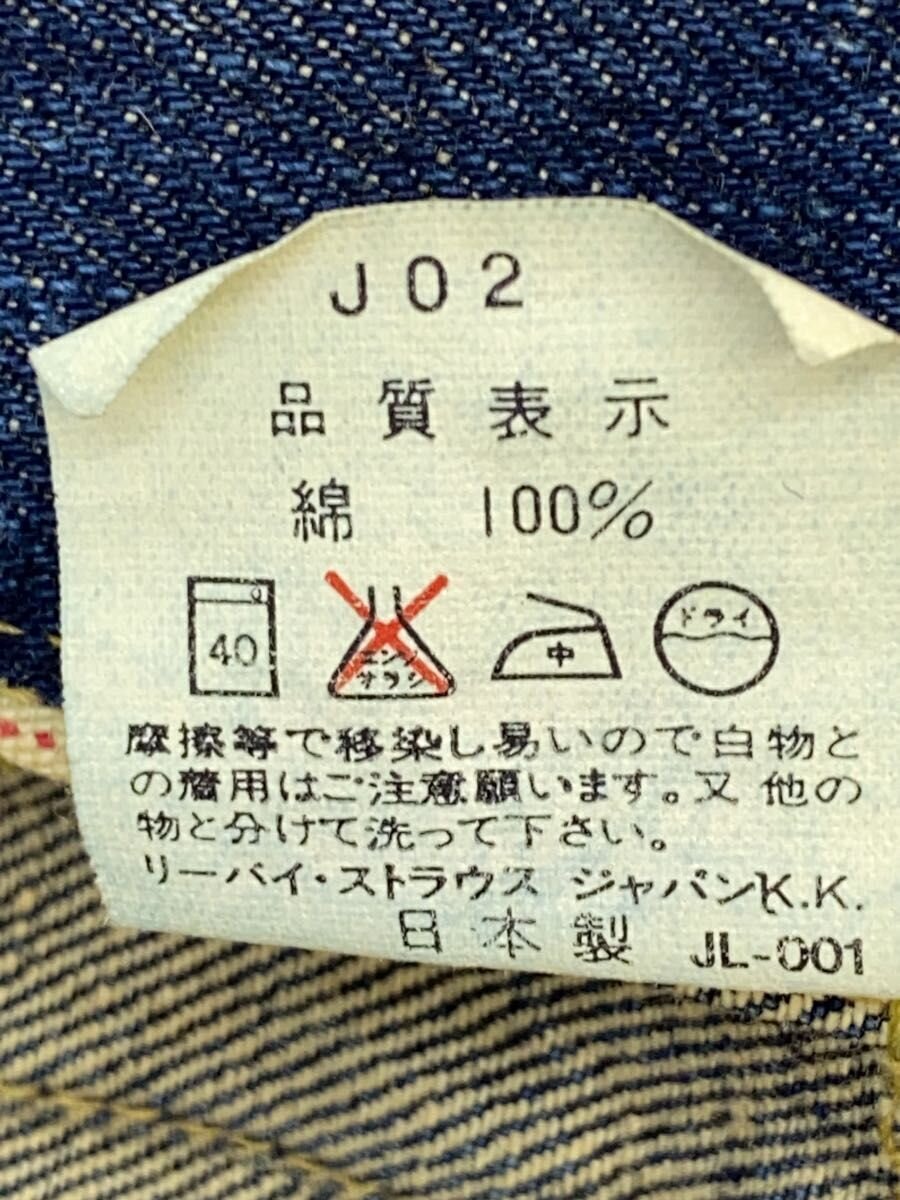 J02
品質表示
綿 100%
40 エンソサラシ 中 ドライ
摩擦等で移染し易いので白物と
の着用はご注意願います。又他の
物と分けて洗って下さい。
リーバイ・ストラウス ジャパンK.K.
日本製 JL-001